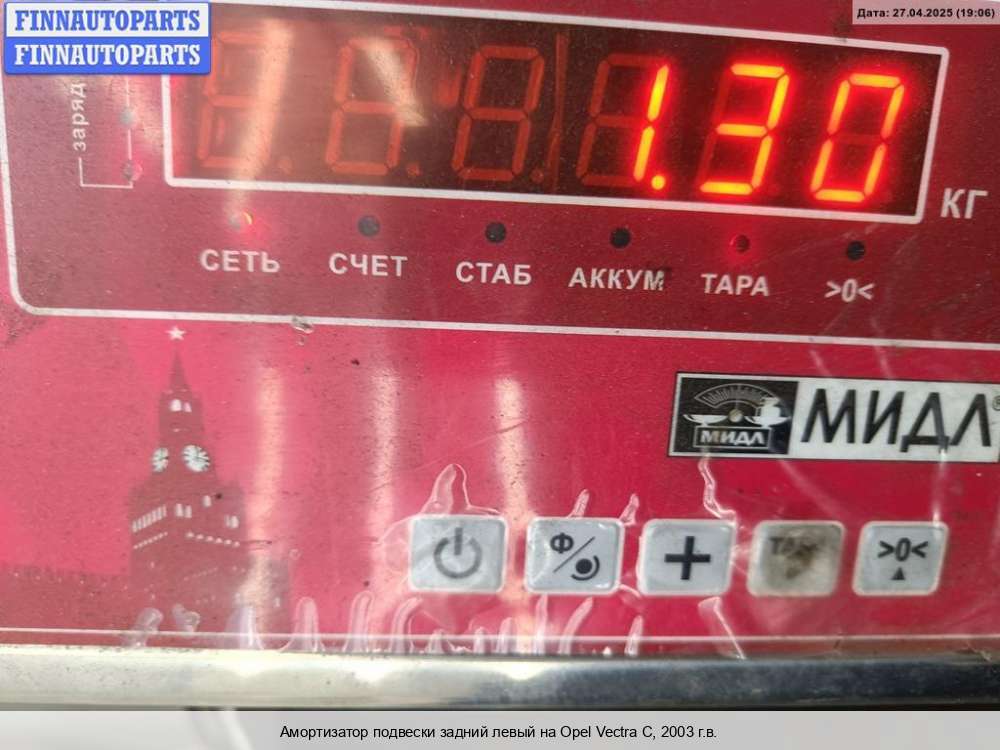 FINNAUTOPARTS
FINNAUTOPARTS
Дата: 27.04.2025 (19:06)
заряд
1.30
КГ
СЕТЬ СЧЕТ СТАБ АККУМ ТАРА >0<
МИДЛ
МИДЛ®
Ф
>0<
Амортизатор подвески задний левый на Opel Vectra C, 2003 г.в.